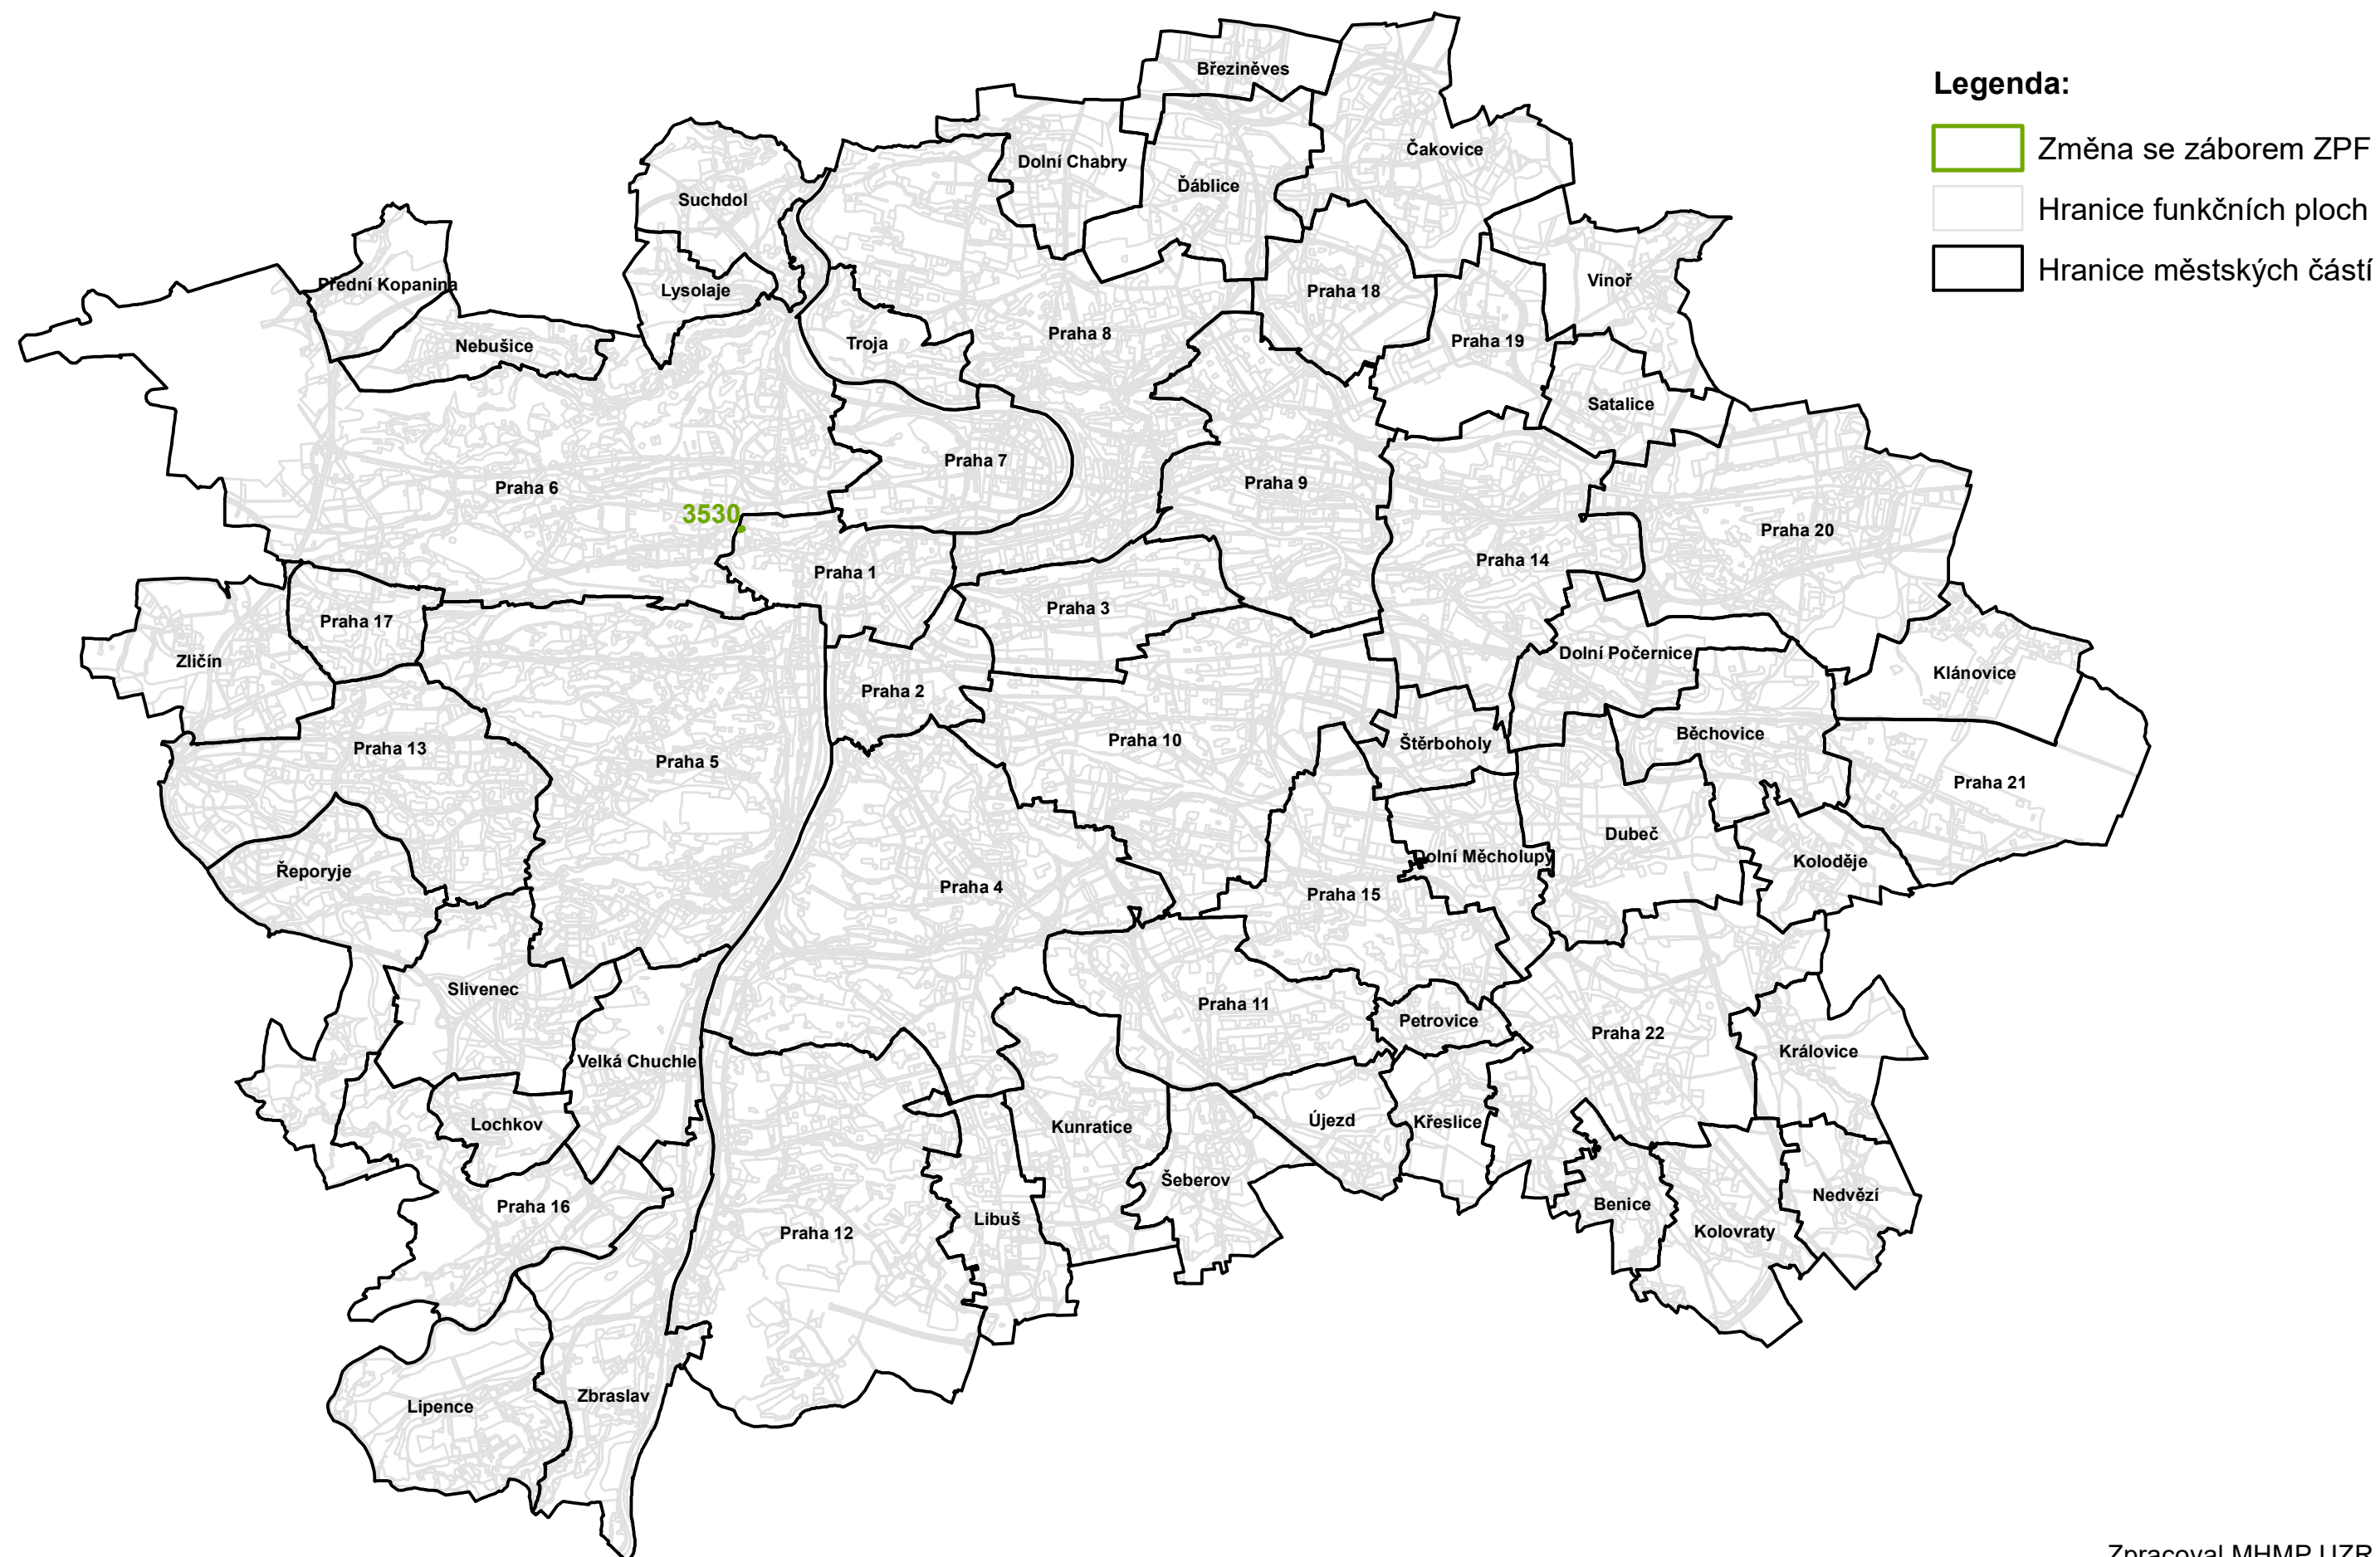 Legenda:
Změna se záborem ZPF
Hranice funkčních ploch
Hranice městských částí
Březiněves
Čakovice
Dolní Chabry
Ďáblice
Suchdol
Přední Kopanina
Lysolaje
Vinoř
Praha 18
Praha 8
Praha 19
Troja
Nebušice
Satalice
Praha 7
Praha 9
Praha 6
3530
Praha 20
Praha 14
Praha 1
Praha 3
Praha 17
Dolní Počernice
Zličín
Klánovice
Praha 2
Běchovice
Praha 10
Štěrboholy
Praha 13
Praha 5
Praha 21
Dubeč
Dolní Měcholupy
Koloděje
Řeporyje
Praha 4
Praha 15
Slivenec
Praha 11
Petrovice
Praha 22
Královice
Velká Chuchle
Újezd
Křeslice
Lochkov
Kunratice
Šeberov
Nedvězí
Benice
Praha 16
Libuš
Praha 12
Kolovraty
Zbraslav
Lipence
Zpracoval MHMP UZR